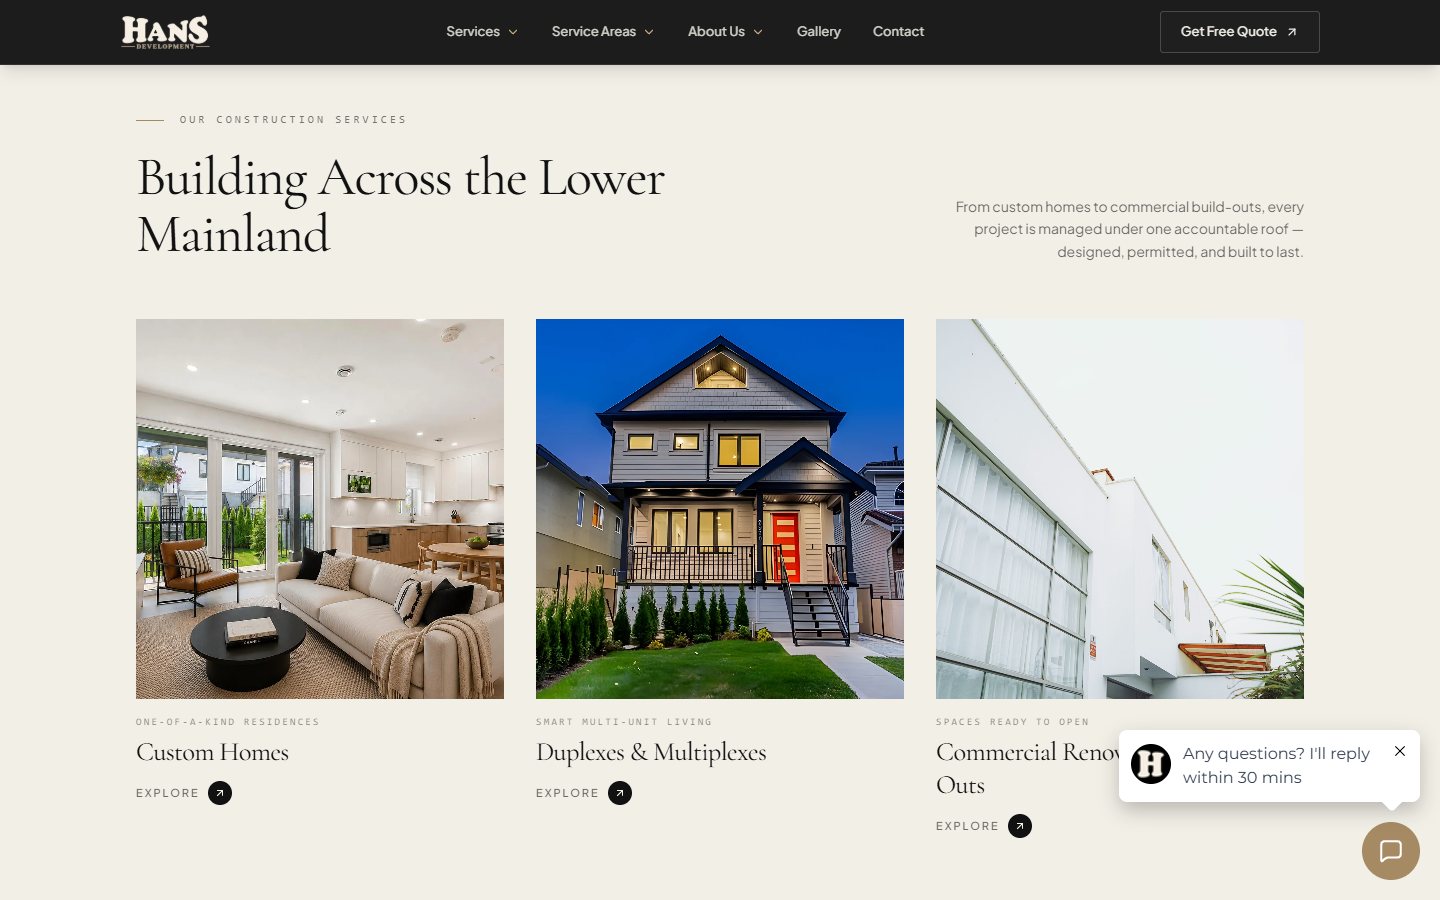 HANS
DEVELOPMENT
Services
Service Areas
About Us
Gallery
Contact
Get Free Quote
OUR CONSTRUCTION SERVICES
Building Across the Lower
Mainland
From custom homes to commercial build-outs, every
project is managed under one accountable roof —
designed, permitted, and built to last.
ONE-OF-A-KIND RESIDENCES
Custom Homes
EXPLORE
SMART MULTI-UNIT LIVING
Duplexes & Multiplexes
EXPLORE
SPACES READY TO OPEN
Commercial
Outs
EXPLORE
H
Any questions? I'll reply
within 30 mins